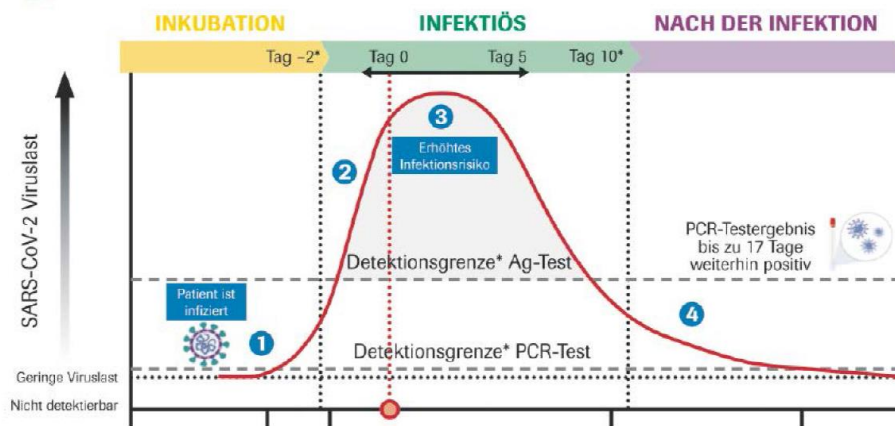 INKUBATION
INFEKTIÖS
NACH DER INFEKTION
Tag –2*
Tag 0
Tag 5
Tag 10*
SARS-CoV-2 Viruslast
3
Erhöhtes
Infektionsrisiko
2
PCR-Testergebnis
bis zu 17 Tage
weiterhin positiv
Detektionsgrenze* Ag-Test
Patient ist
infiziert
1
4
Detektionsgrenze* PCR-Test
Geringe Viruslast
Nicht detektierbar